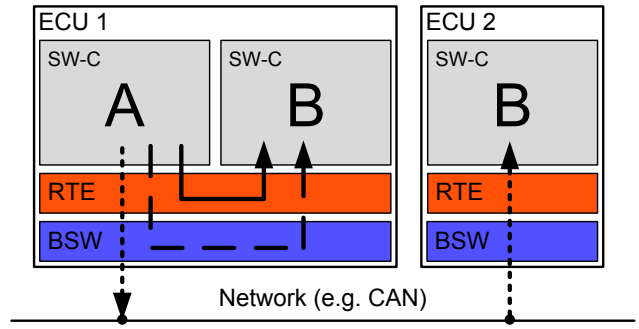 ECU 1
SW-C
A
SW-C
B
RTE
BSW
ECU 2
SW-C
B
RTE
BSW
Network (e.g. CAN)